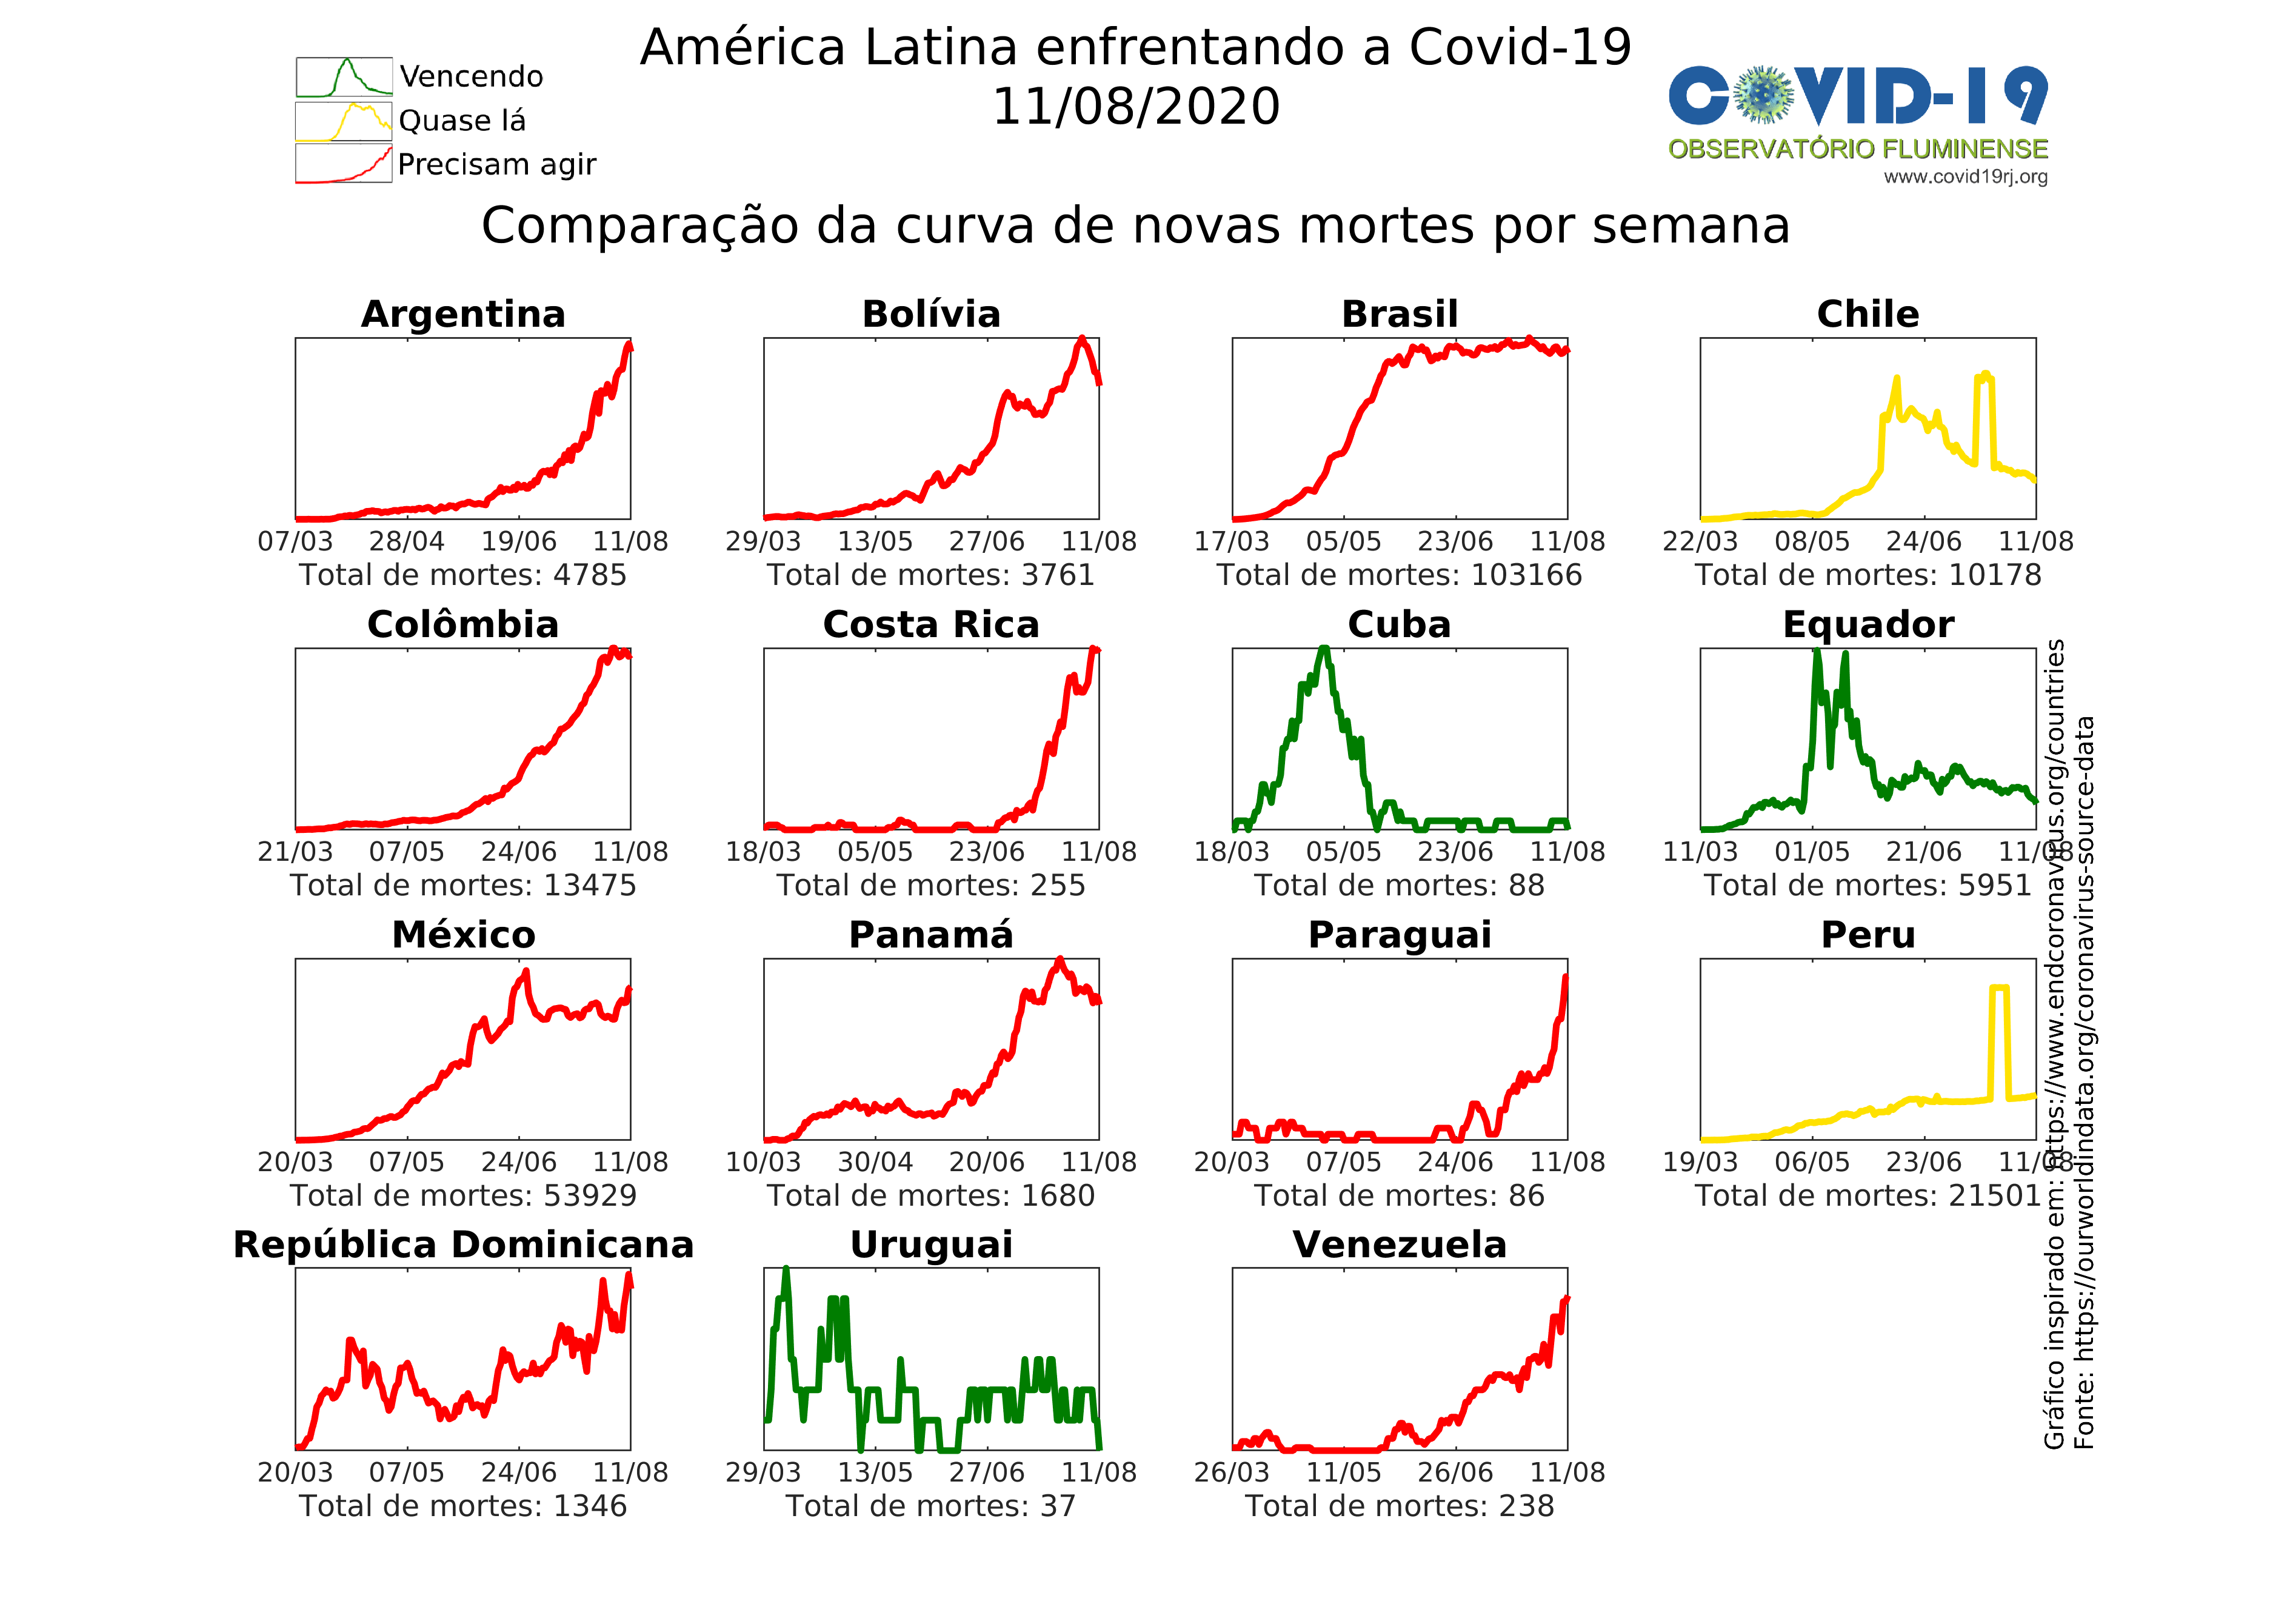 América Latina enfrentando a Covid-19
11/08/2020
Vencendo
Quase lá
Precisam agir
COVID-19
OBSERVATÓRIO FLUMINENSE
www.covid19rj.org
Comparação da curva de novas mortes por semana
Argentina
07/03 28/04 19/06 11/08
Total de mortes: 4785
Bolívia
29/03 13/05 27/06 11/08
Total de mortes: 3761
Brasil
17/03 05/05 23/06 11/08
Total de mortes: 103166
Chile
22/03 08/05 24/06 11/08
Total de mortes: 10178
Colômbia
21/03 07/05 24/06 11/08
Total de mortes: 13475
Costa Rica
18/03 05/05 23/06 11/08
Total de mortes: 255
Cuba
18/03 05/05 23/06 11/08
Total de mortes: 88
Equador
11/03 01/05 21/06 11/08
Total de mortes: 5951
México
20/03 07/05 24/06 11/08
Total de mortes: 53929
Panamá
10/03 30/04 20/06 11/08
Total de mortes: 1680
Paraguai
20/03 07/05 24/06 11/08
Total de mortes: 86
Peru
19/03 06/05 23/06 11/08
Total de mortes: 21501
República Dominicana
20/03 07/05 24/06 11/08
Total de mortes: 1346
Uruguai
29/03 13/05 27/06 11/08
Total de mortes: 37
Venezuela
26/03 11/05 26/06 11/08
Total de mortes: 238
Gráfico inspirado em: https://www.endcoronavirus.org/countries
Fonte: https://ourworldindata.org/coronavirus-source-data